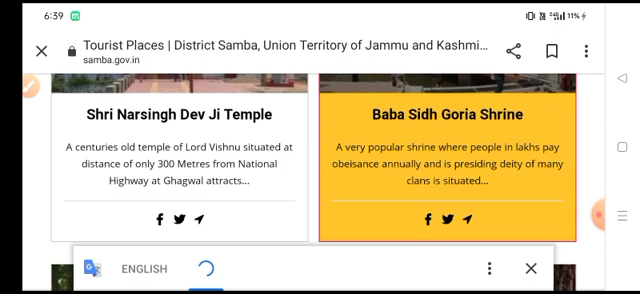 6:39
11%
Tourist Places | District Samba, Union Territory of Jammu and Kashmi...
samba.gov.in
Shri Narsingh Dev Ji Temple
A centuries old temple of Lord Vishnu situated at
distance of only 300 Metres from National
Highway at Ghagwal attracts...
Baba Sidh Goria Shrine
A very popular shrine where people in lakhs pay
obeisance annually and is presiding deity of many
clans is situated...
ENGLISH